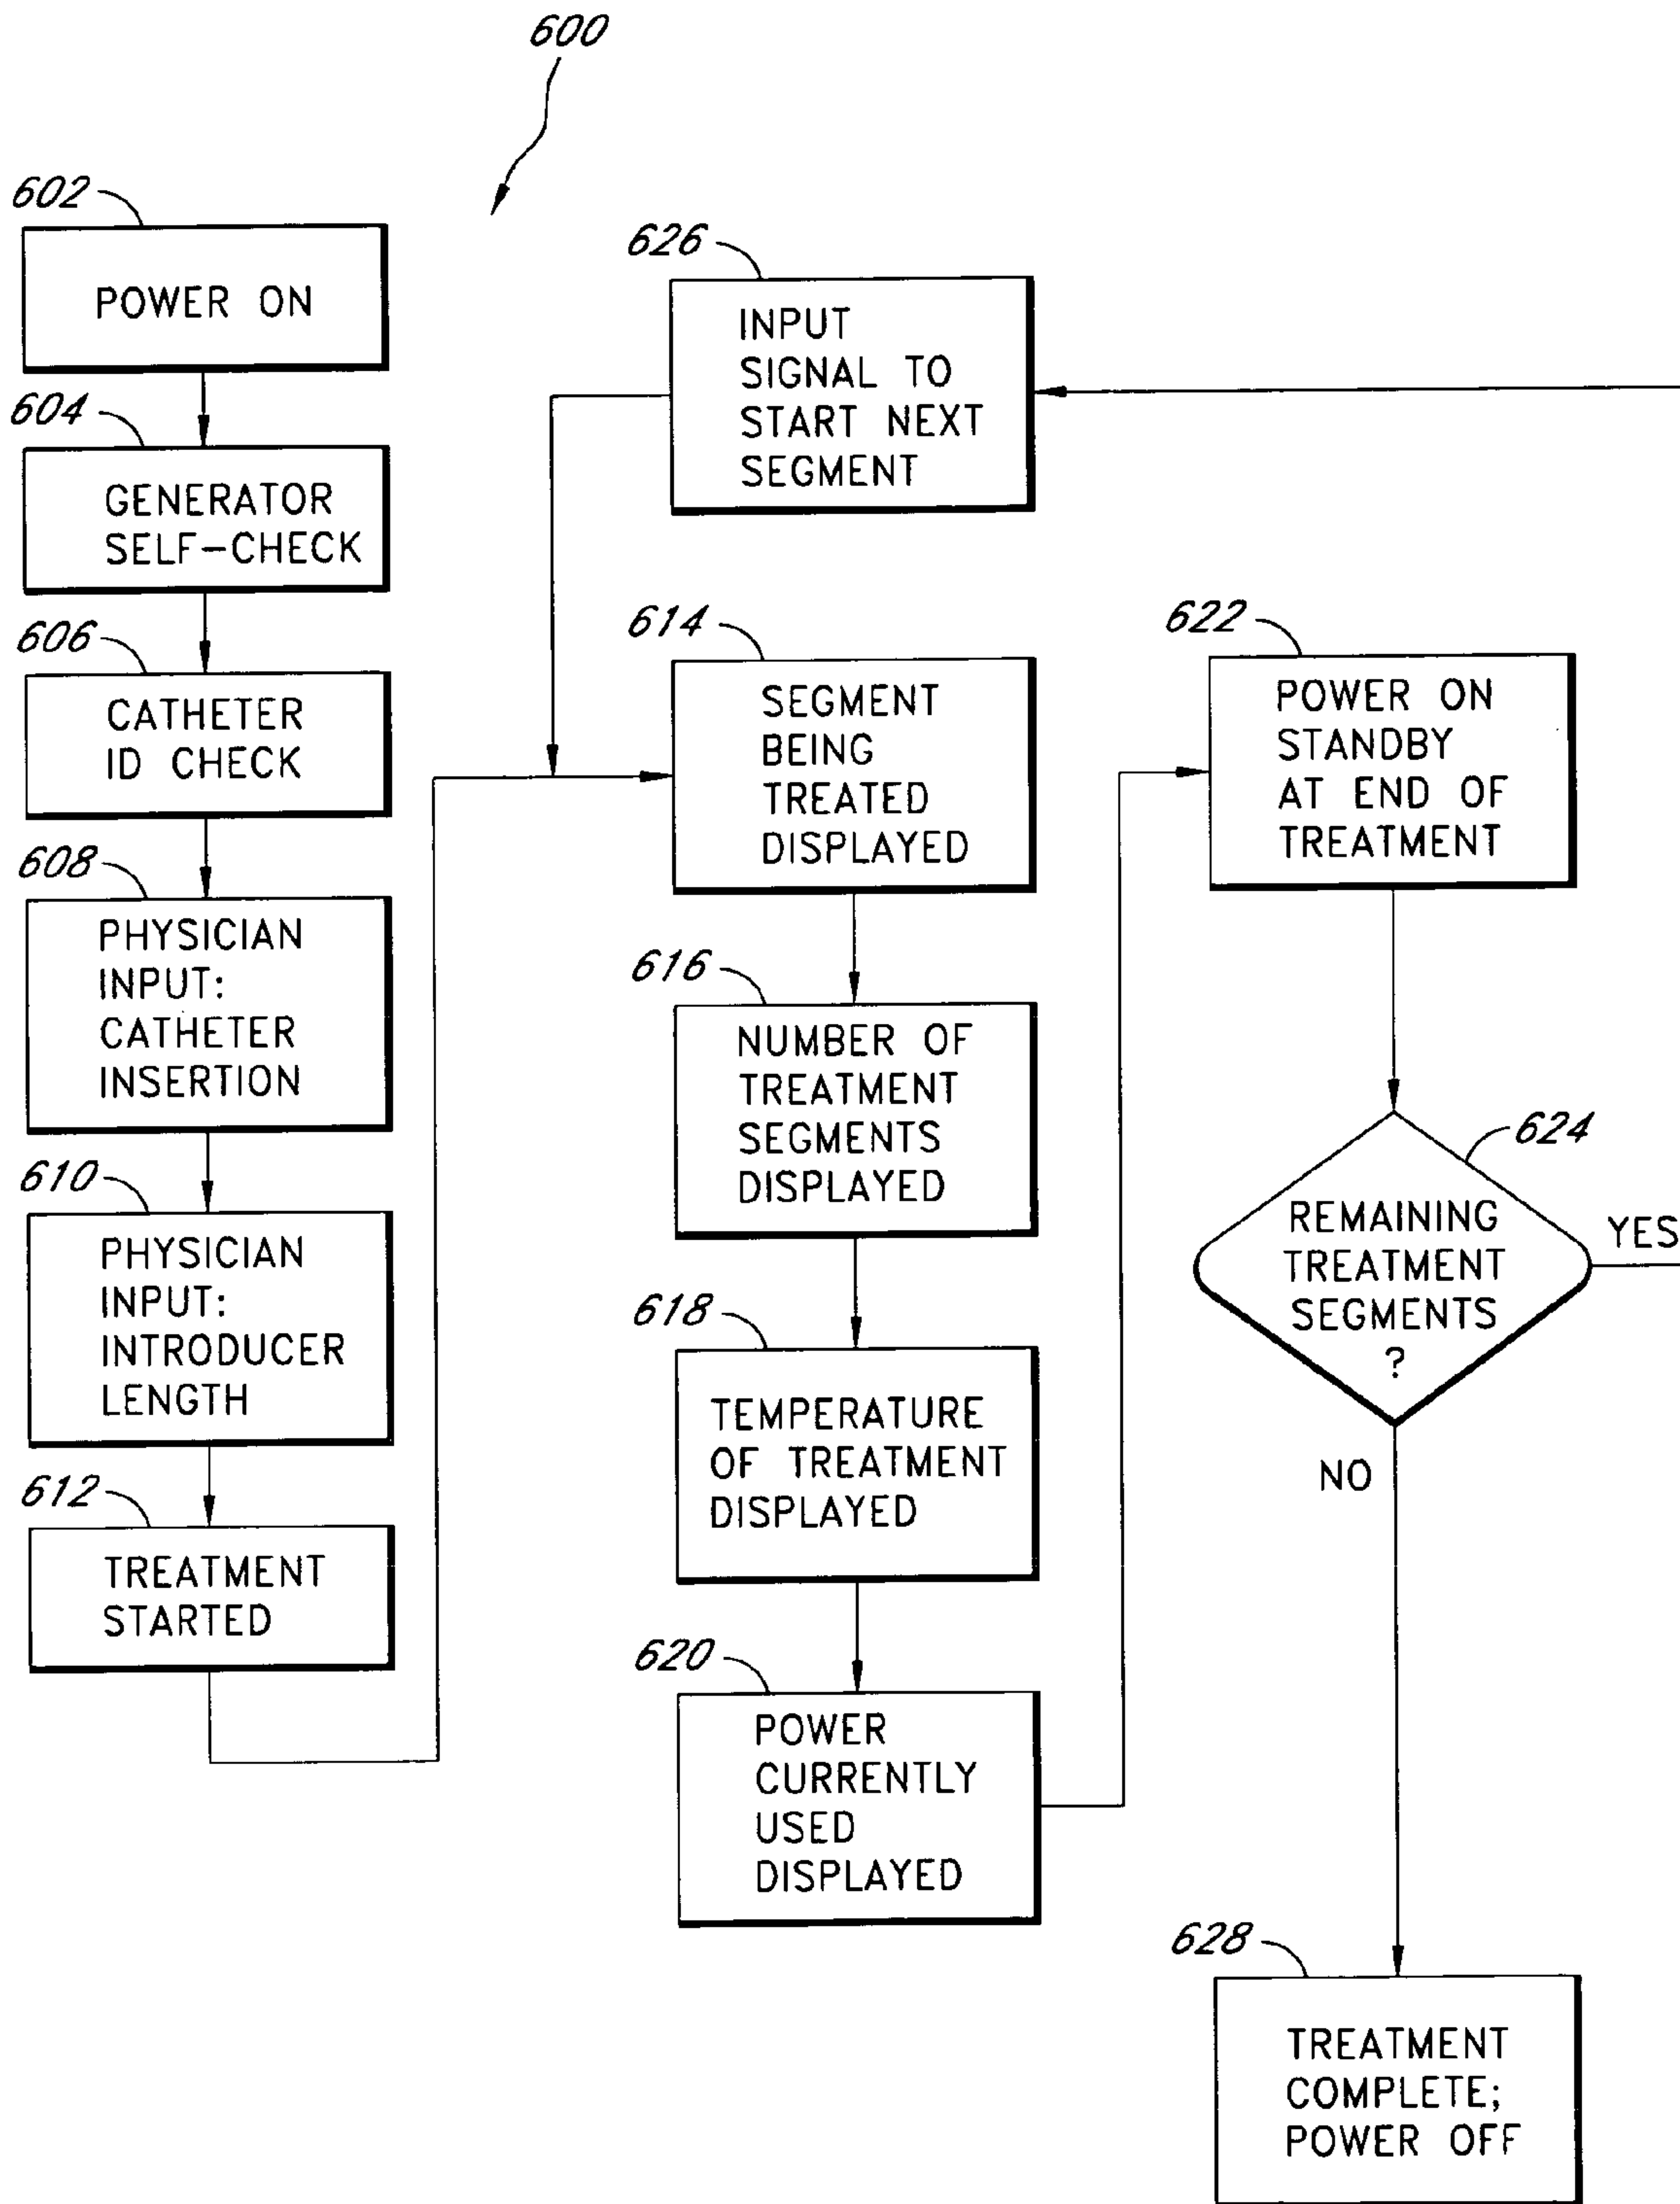 600
602
POWER ON
604
GENERATOR
SELF-CHECK
606
CATHETER
ID CHECK
608
PHYSICIAN
INPUT:
CATHETER
INSERTION
610
PHYSICIAN
INPUT:
INTRODUCER
LENGTH
612
TREATMENT
STARTED
626
INPUT
SIGNAL TO
START NEXT
SEGMENT
614
SEGMENT
BEING
TREATED
DISPLAYED
616
NUMBER OF
TREATMENT
SEGMENTS
DISPLAYED
618
TEMPERATURE
OF TREATMENT
DISPLAYED
620
POWER
CURRENTLY
USED
DISPLAYED
622
POWER ON
STANDBY
AT END OF
TREATMENT
624
REMAINING
TREATMENT
SEGMENTS
?
YES
NO
628
TREATMENT
COMPLETE;
POWER OFF